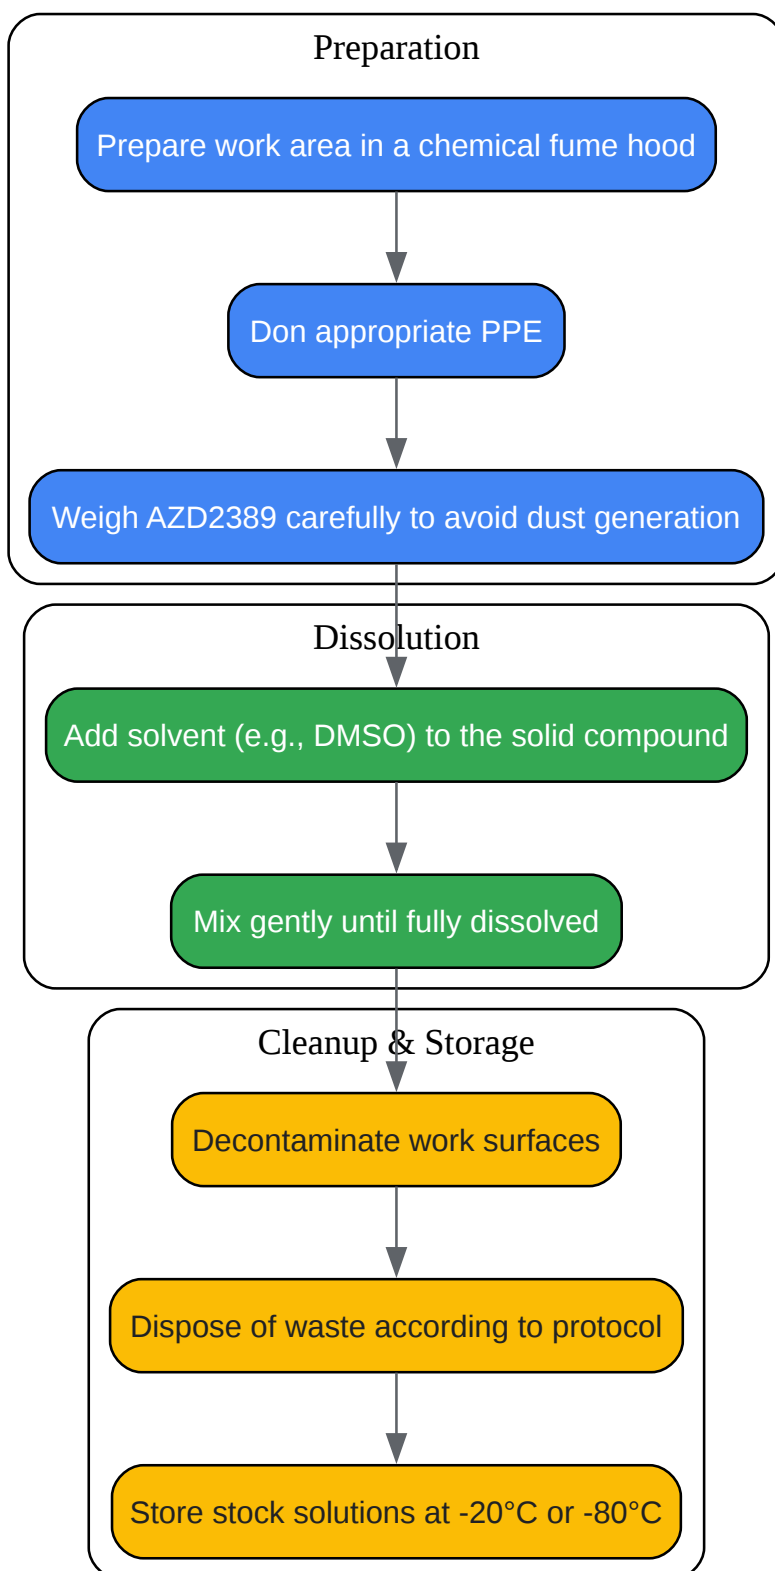 Preparation
Prepare work area in a chemical fume hood
Don appropriate PPE
Weigh AZD2389 carefully to avoid dust generation
Dissolution
Add solvent (e.g., DMSO) to the solid compound
Mix gently until fully dissolved
Cleanup & Storage
Decontaminate work surfaces
Dispose of waste according to protocol
Store stock solutions at -20°C or -80°C